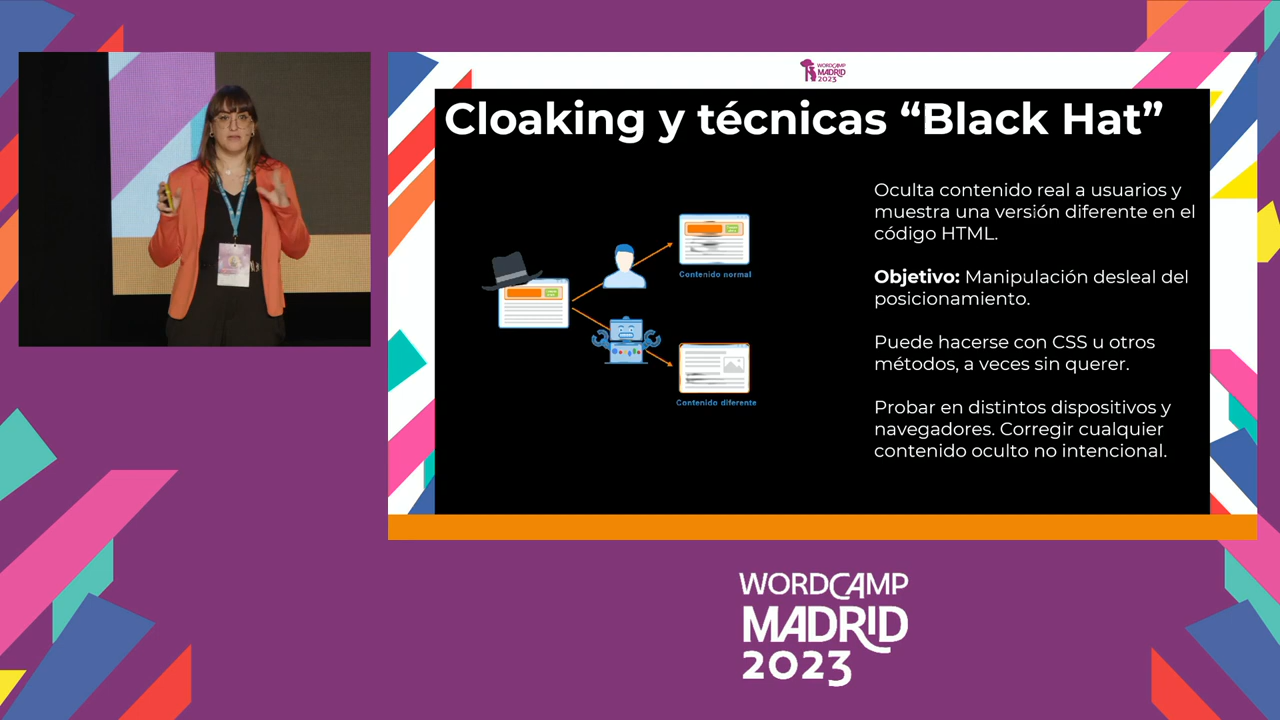 WORDCAMP
MADRID
2023
Cloaking y técnicas “Black Hat”
Oculta contenido real a usuarios y
muestra una versión diferente en el
código HTML.
Objetivo: Manipulación desleal del
posicionamiento.
Puede hacerse con CSS u otros
métodos, a veces sin querer.
Probar en distintos dispositivos y
navegadores. Corregir cualquier
contenido oculto no intencional.
Contenido normal
Contenido diferente
WORDCAMP
MADRID
2023